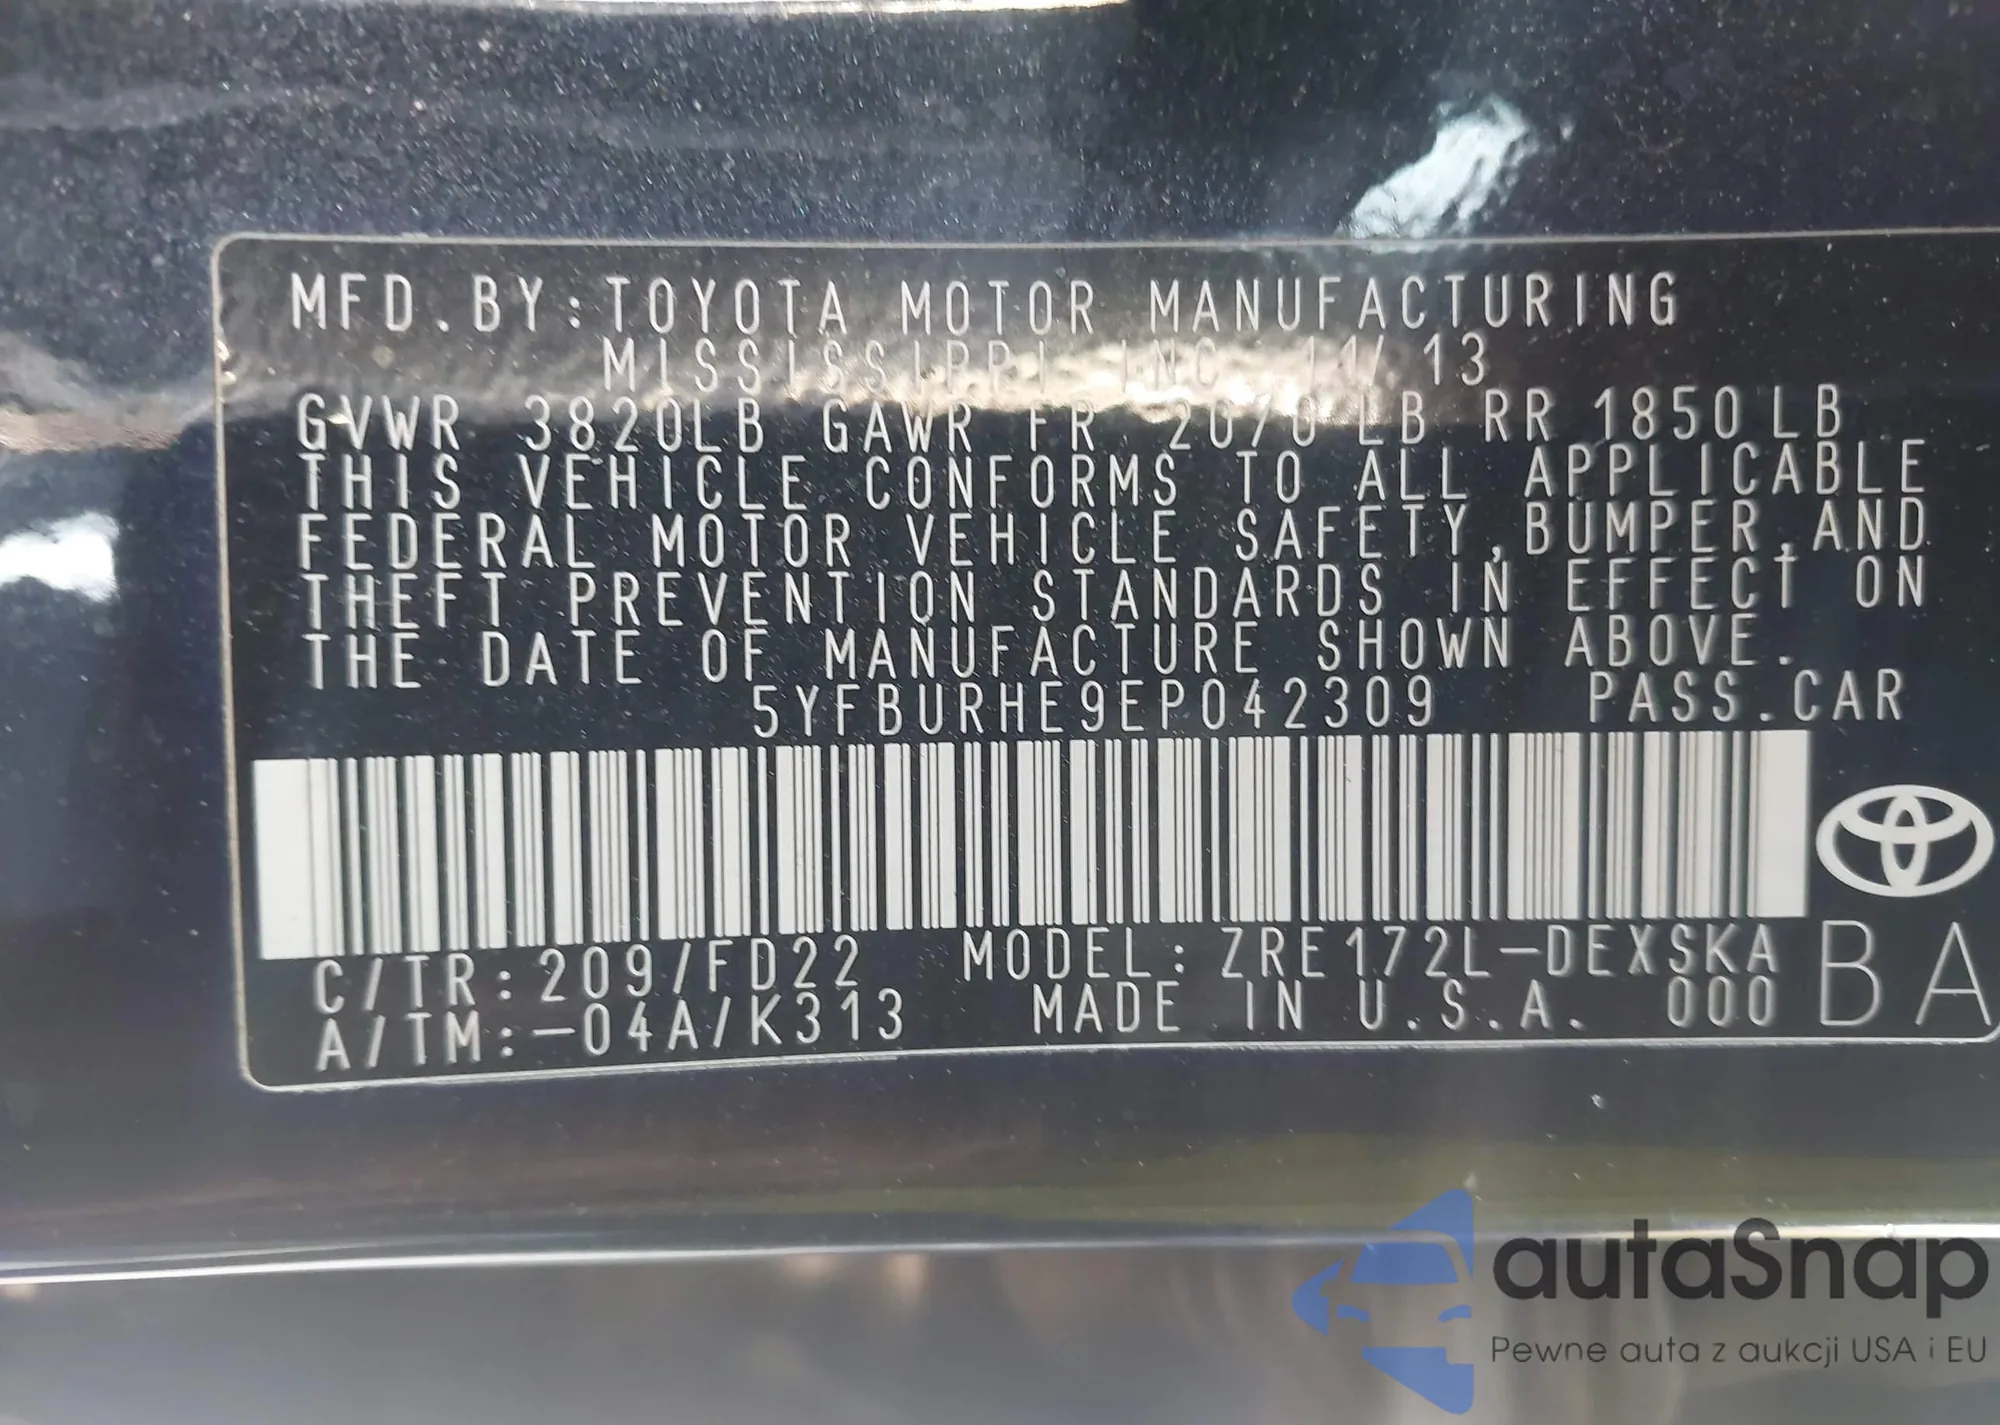 MFD.BY:TOYOTA MOTOR MANUFACTURING
MISSISSIPPI, INC. 11/13
GVWR 3820LB GAWR FR 2070LB RR 1850LB
THIS VEHICLE CONFORMS TO ALL APPLICABLE
FEDERAL MOTOR VEHICLE SAFETY,BUMPER,AND
THEFT PREVENTION STANDARDS IN EFFECT ON
THE DATE OF MANUFACTURE SHOWN ABOVE.
5YFBURHE9EP042309 PASS.CAR
C/TR:209/FD22 MODEL:ZRE172L-DEXSKA
A/TM:-04A/K313 MADE IN U.S.A. 000 BA
autaSnap
Pewne auta z aukcji USA i EU